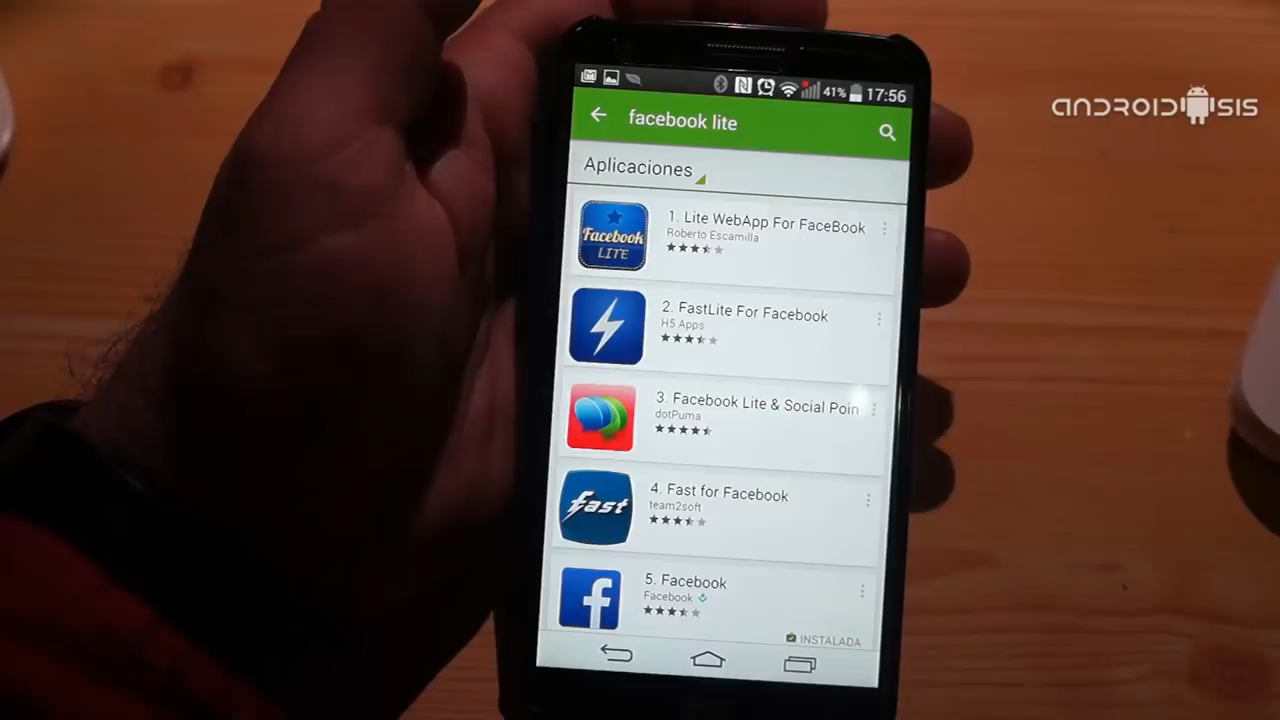 41% 17:56
facebook lite
ANDROIDSIS
Aplicaciones
1. Lite WebApp For FaceBook
Roberto Escamilla
Facebook
LITE
2. FastLite For Facebook
H5 Apps
3. Facebook Lite & Social Poin
dotPuma
4. Fast for Facebook
team2soft
fast
5. Facebook
Facebook
f
INSTALADA